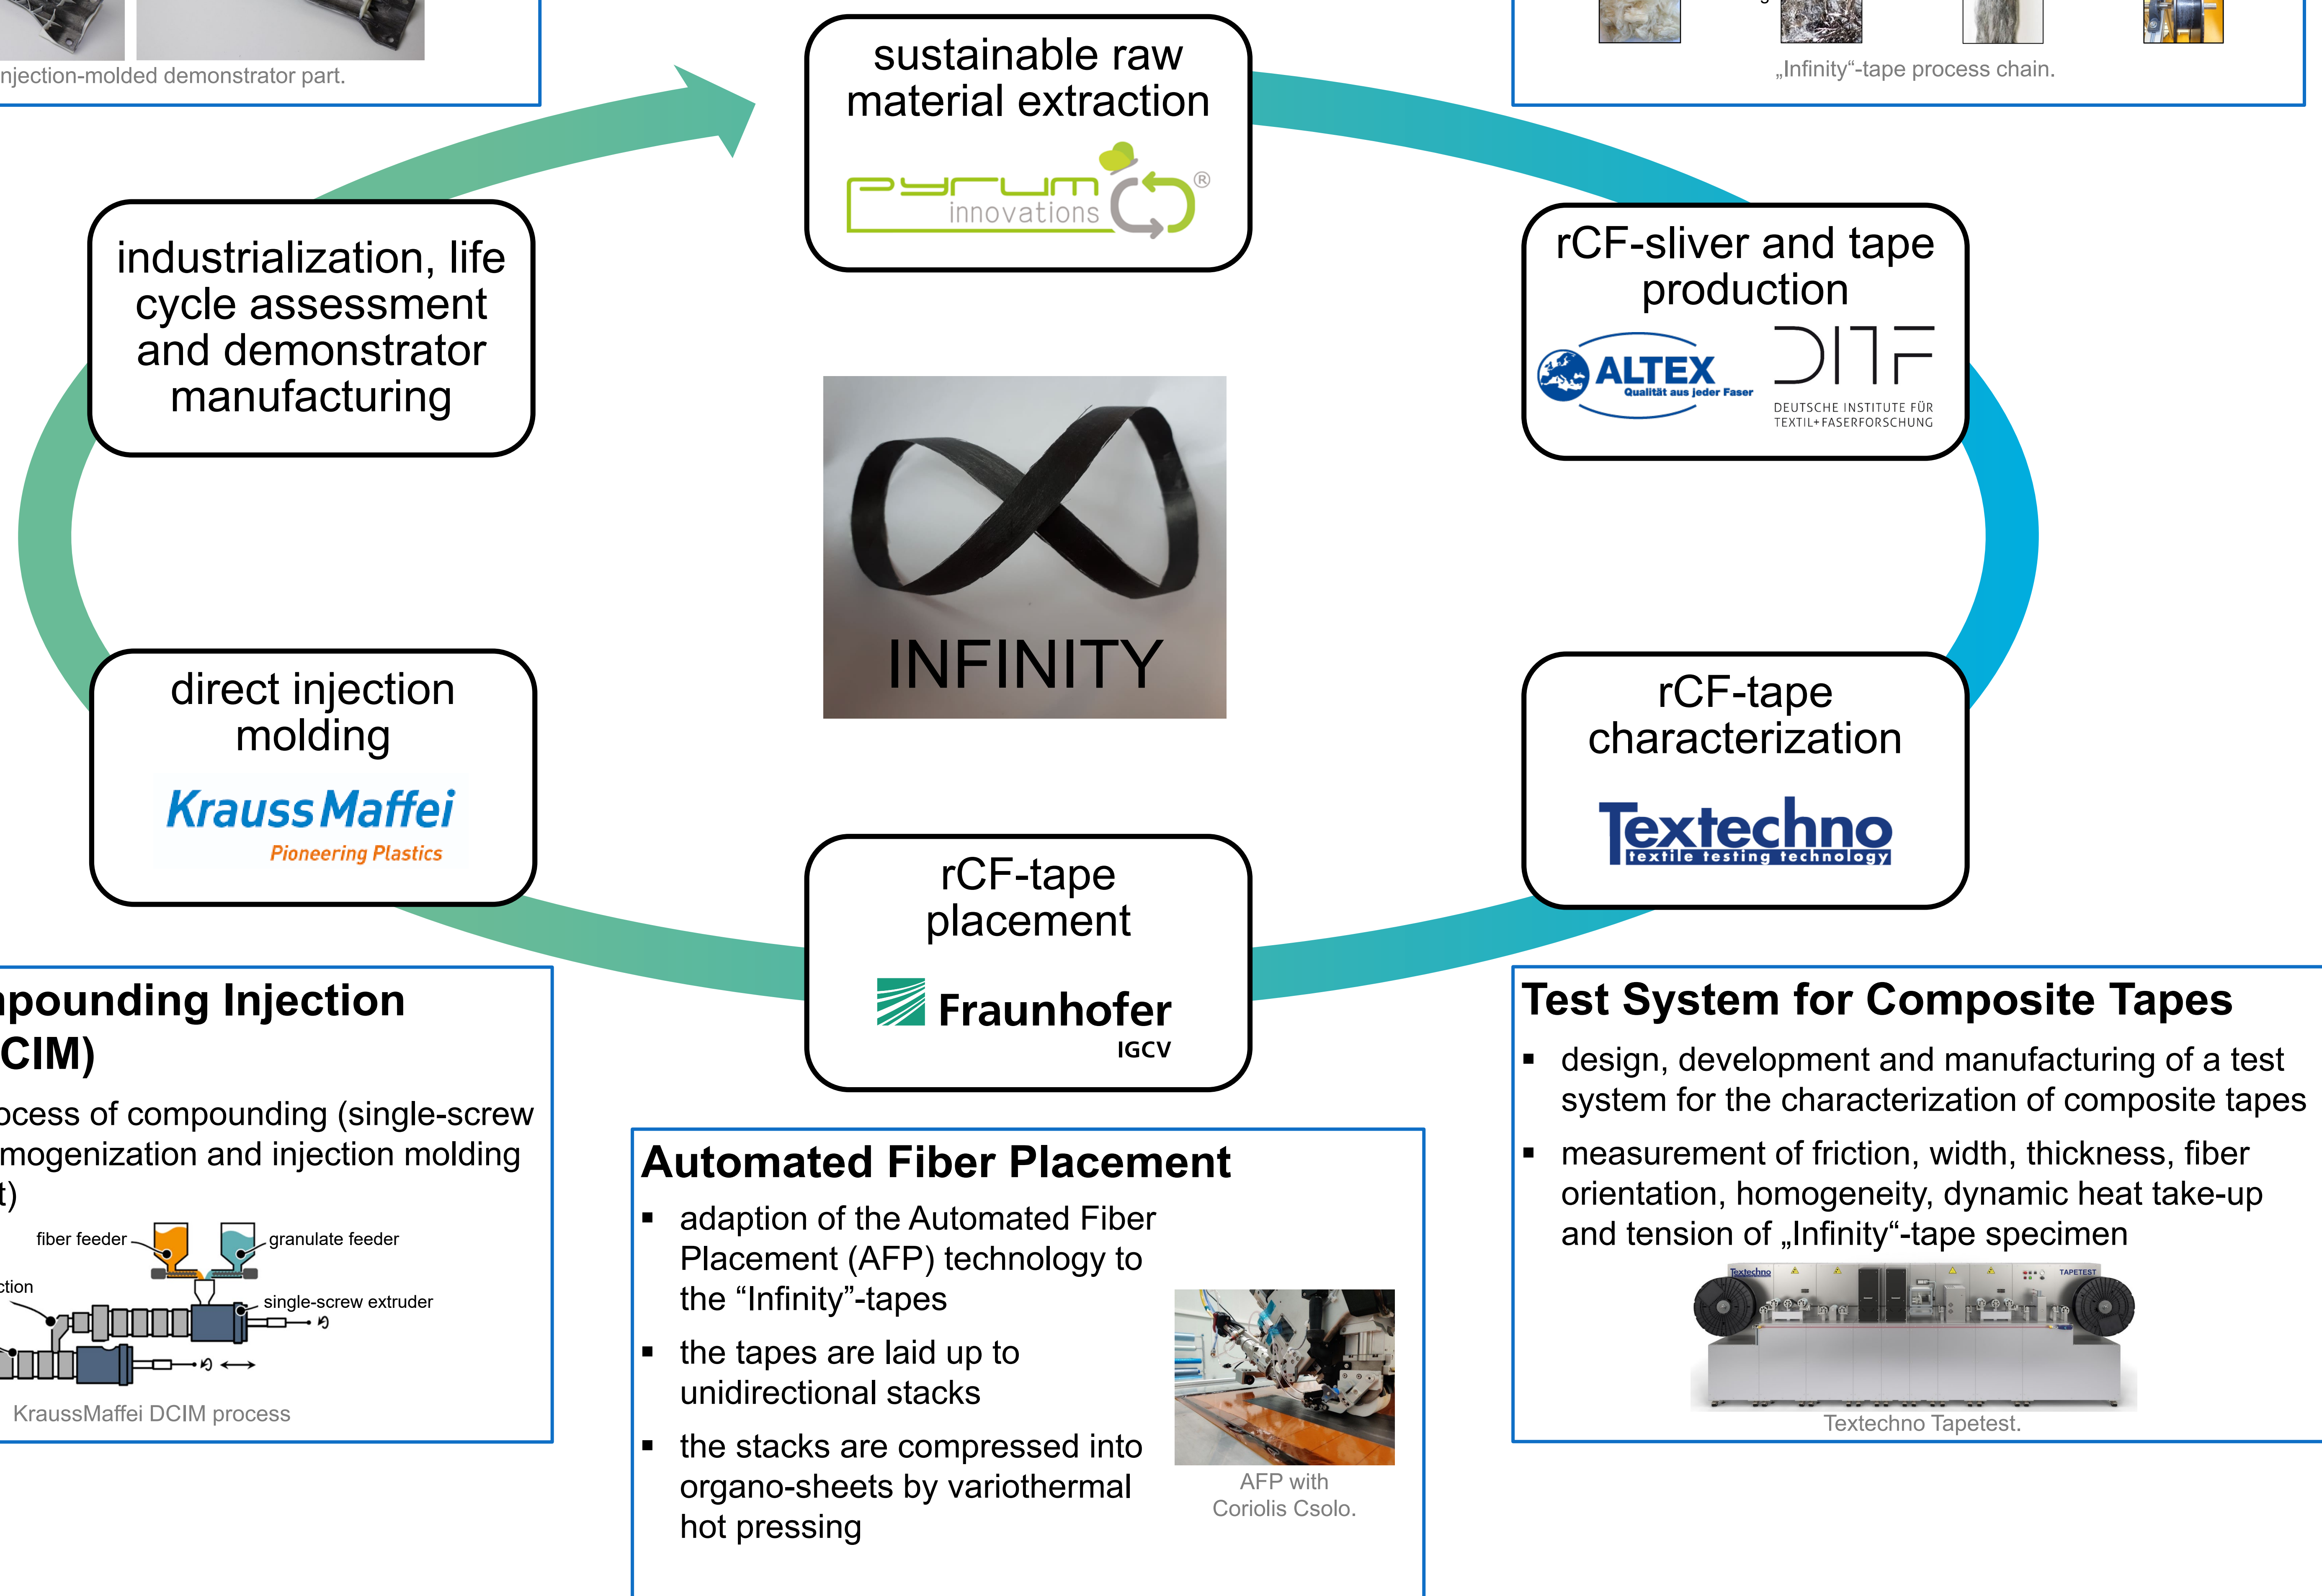 njection-molded demonstrator part.
„Infinity“-tape process chain.
sustainable raw
material extraction
pyrum
innovations
®
industrialization, life
cycle assessment
and demonstrator
manufacturing
rCF-sliver and tape
production
ALTEX
Qualität aus jeder Faser
DITF
DEUTSCHE INSTITUTE FÜR
TEXTIL+FASERFORSCHUNG
INFINITY
direct injection
molding
Krauss Maffei
Pioneering Plastics
rCF-tape
characterization
Textechno
textile testing technology
rCF-tape
placement
Fraunhofer
IGCV
pounding Injection
CIM)
ocess of compounding (single-screw
mogenization and injection molding
t)
fiber feeder
granulate feeder
ction
single-screw extruder
KraussMaffei DCIM process
Automated Fiber Placement
▪ adaption of the Automated Fiber
Placement (AFP) technology to
the “Infinity”-tapes
▪ the tapes are laid up to
unidirectional stacks
▪ the stacks are compressed into
organo-sheets by variothermal
hot pressing
AFP with
Coriolis Csolo.
Test System for Composite Tapes
▪ design, development and manufacturing of a test
system for the characterization of composite tapes
▪ measurement of friction, width, thickness, fiber
orientation, homogeneity, dynamic heat take-up
and tension of „Infinity“-tape specimen
Textechno
TAPETEST
Textechno Tapetest.